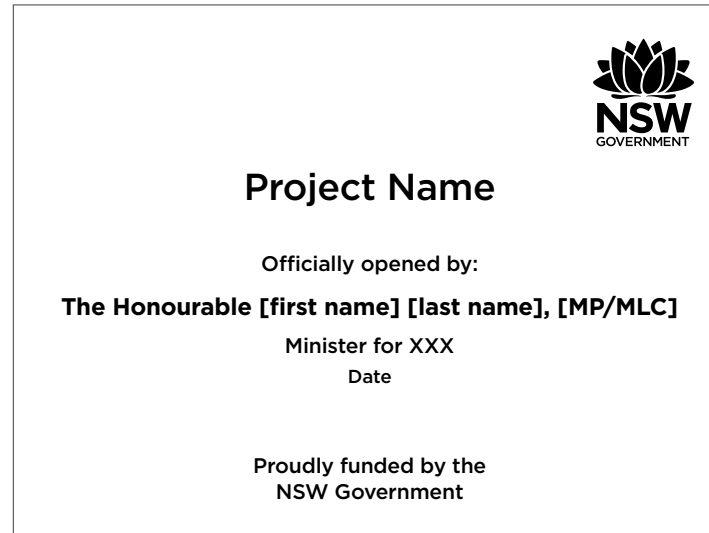 NSW
GOVERNMENT
Project Name
Officially opened by:
The Honourable [first name] [last name], [MP/MLC]
Minister for XXX
Date
Proudly funded by the
NSW Government